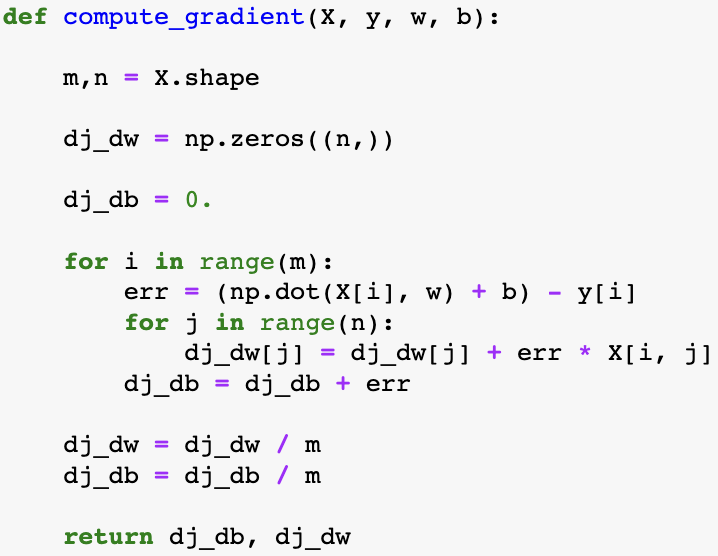 def compute_gradient(X, y, w, b):
    m,n = X.shape
    dj_dw = np.zeros((n,))
    dj_db = 0.
    for i in range(m):
        err = (np.dot(X[i], w) + b) - y[i]
        for j in range(n):
            dj_dw[j] = dj_dw[j] + err * X[i, j]
        dj_db = dj_db + err
    dj_dw = dj_dw / m
    dj_db = dj_db / m
    return dj_db, dj_dw